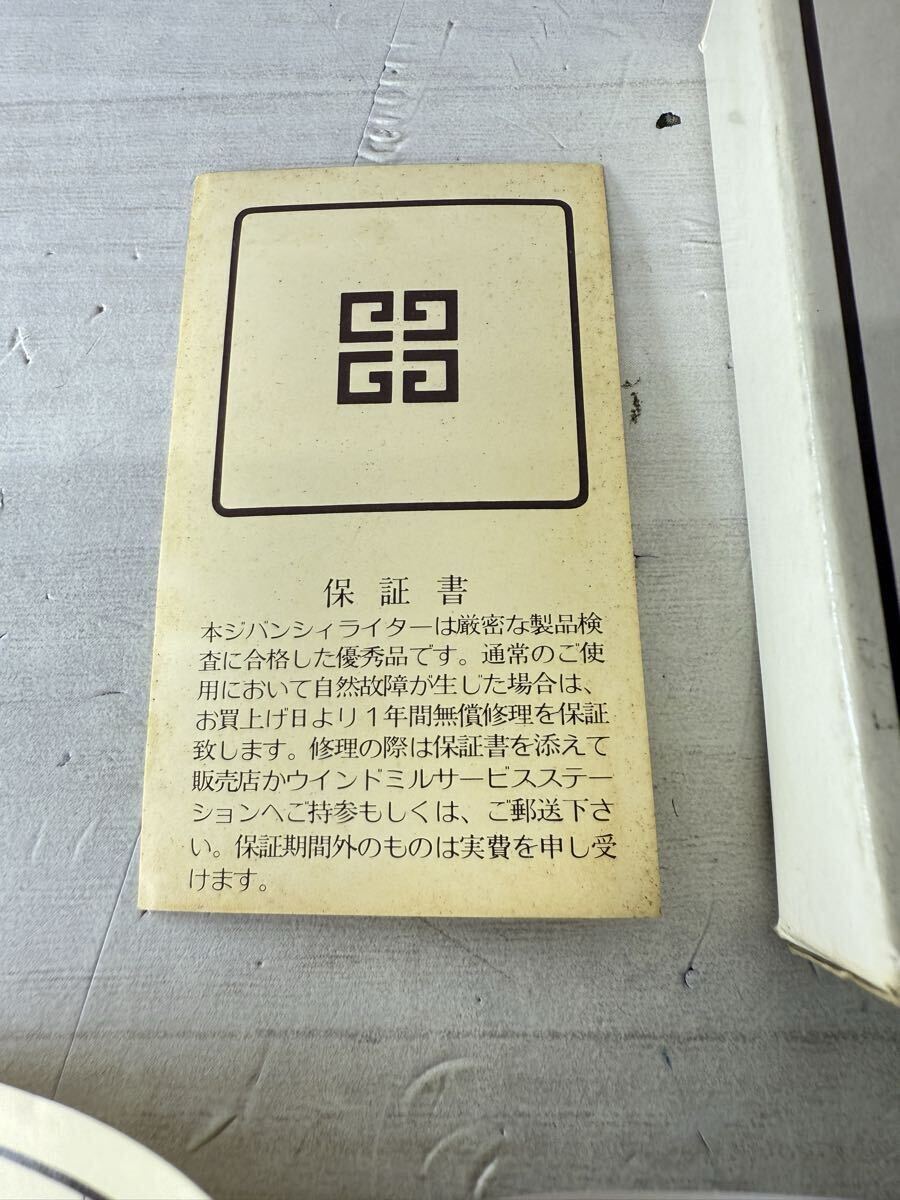 保証書
本ジバンシィライターは厳密な製品検
査に合格した優秀品です。通常のご使
用において自然故障が生じた場合は、
お買上げ日より1年間無償修理を保証
致します。修理の際は保証書を添えて
販売店かウインドミルサービスステー
ションへご持参もしくは、ご郵送下さ
い。保証期間外のものは実費を申し受
けます。